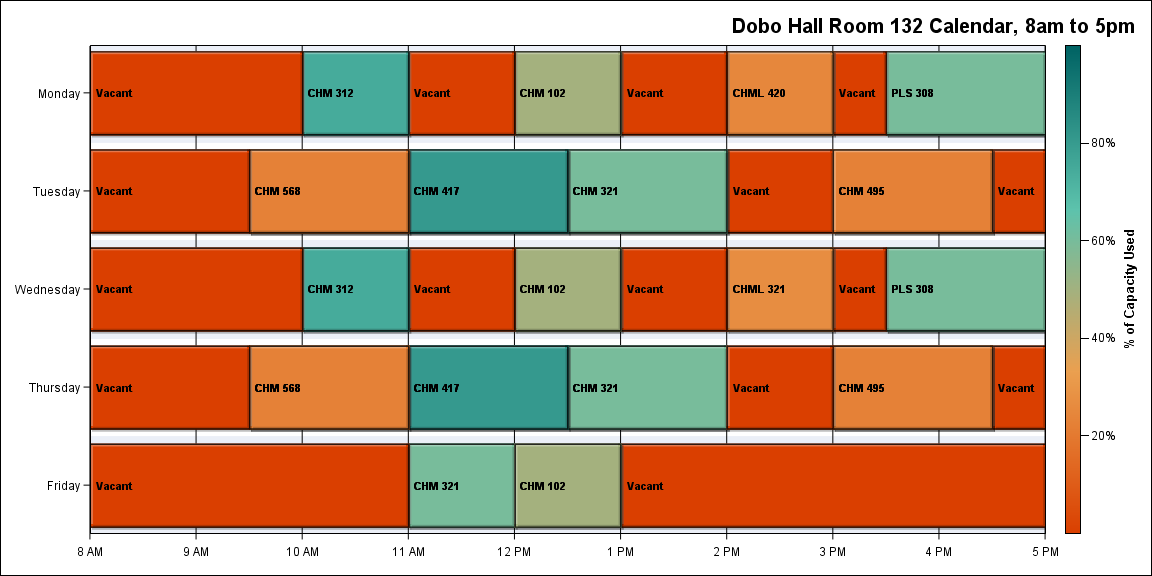 Dobo Hall Room 132 Calendar, 8am to 5pm
Monday
Vacant
CHM 312
Vacant
CHM 102
Vacant
CHML 420
Vacant
PLS 308
Tuesday
Vacant
CHM 568
CHM 417
CHM 321
Vacant
CHM 495
Vacant
Wednesday
Vacant
CHM 312
Vacant
CHM 102
Vacant
CHML 321
Vacant
PLS 308
Thursday
Vacant
CHM 568
CHM 417
CHM 321
Vacant
CHM 495
Vacant
Friday
Vacant
CHM 321
CHM 102
Vacant
8 AM
9 AM
10 AM
11 AM
12 PM
1 PM
2 PM
3 PM
4 PM
5 PM
80%
60%
40%
20%
% of Capacity Used